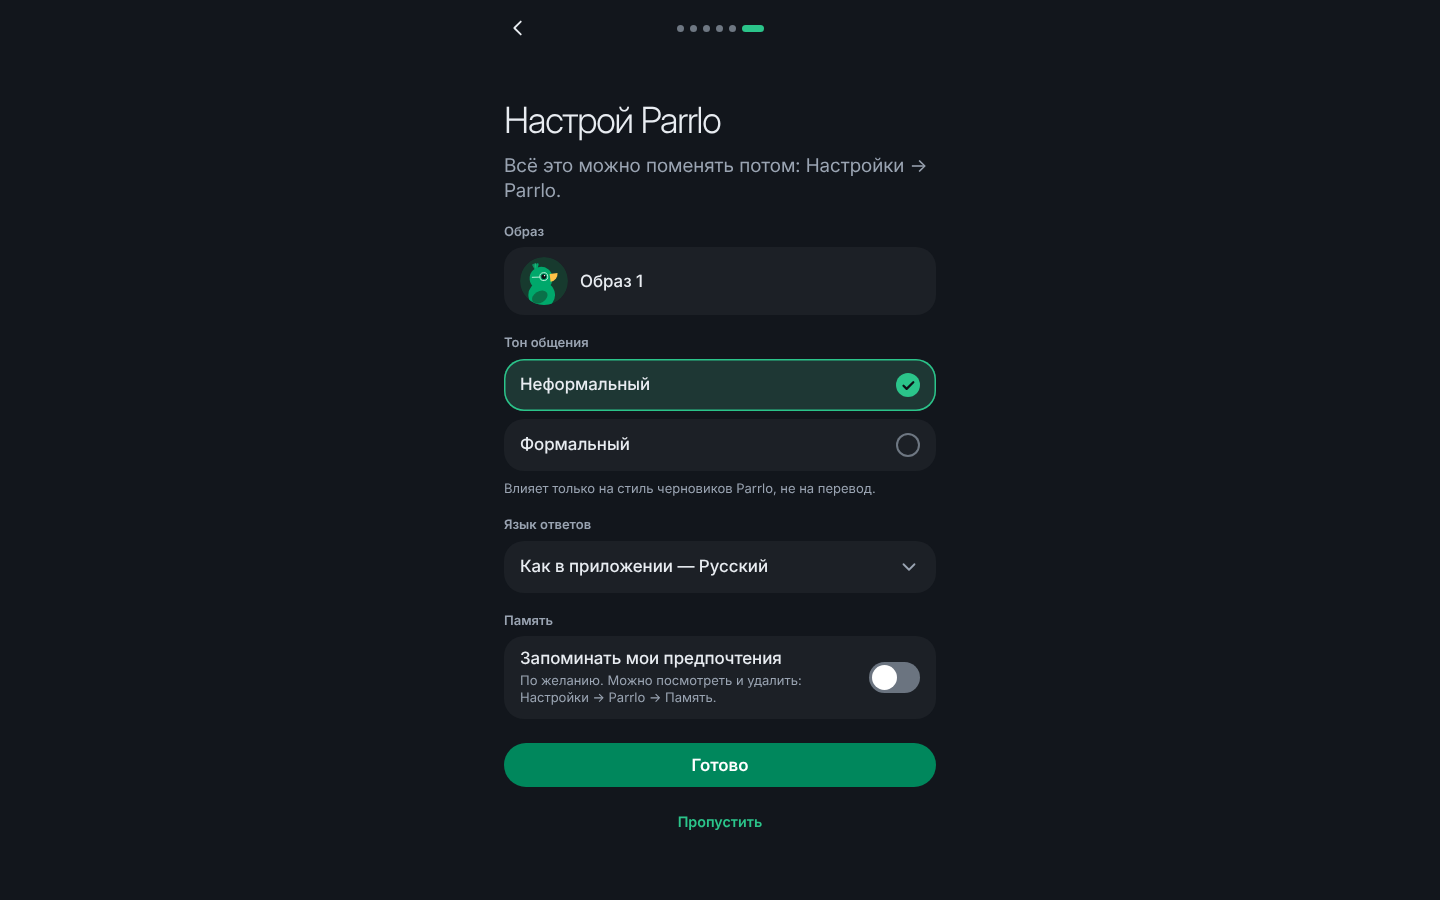 Настрой Parrlo
Всё это можно поменять потом: Настройки →
Parrlo.
Образ
Образ 1
Тон общения
Неформальный
Формальный
Влияет только на стиль черновиков Parrlo, не на перевод.
Язык ответов
Как в приложении — Русский
Память
Запоминать мои предпочтения
По желанию. Можно посмотреть и удалить:
Настройки → Parrlo → Память.
Готово
Пропустить